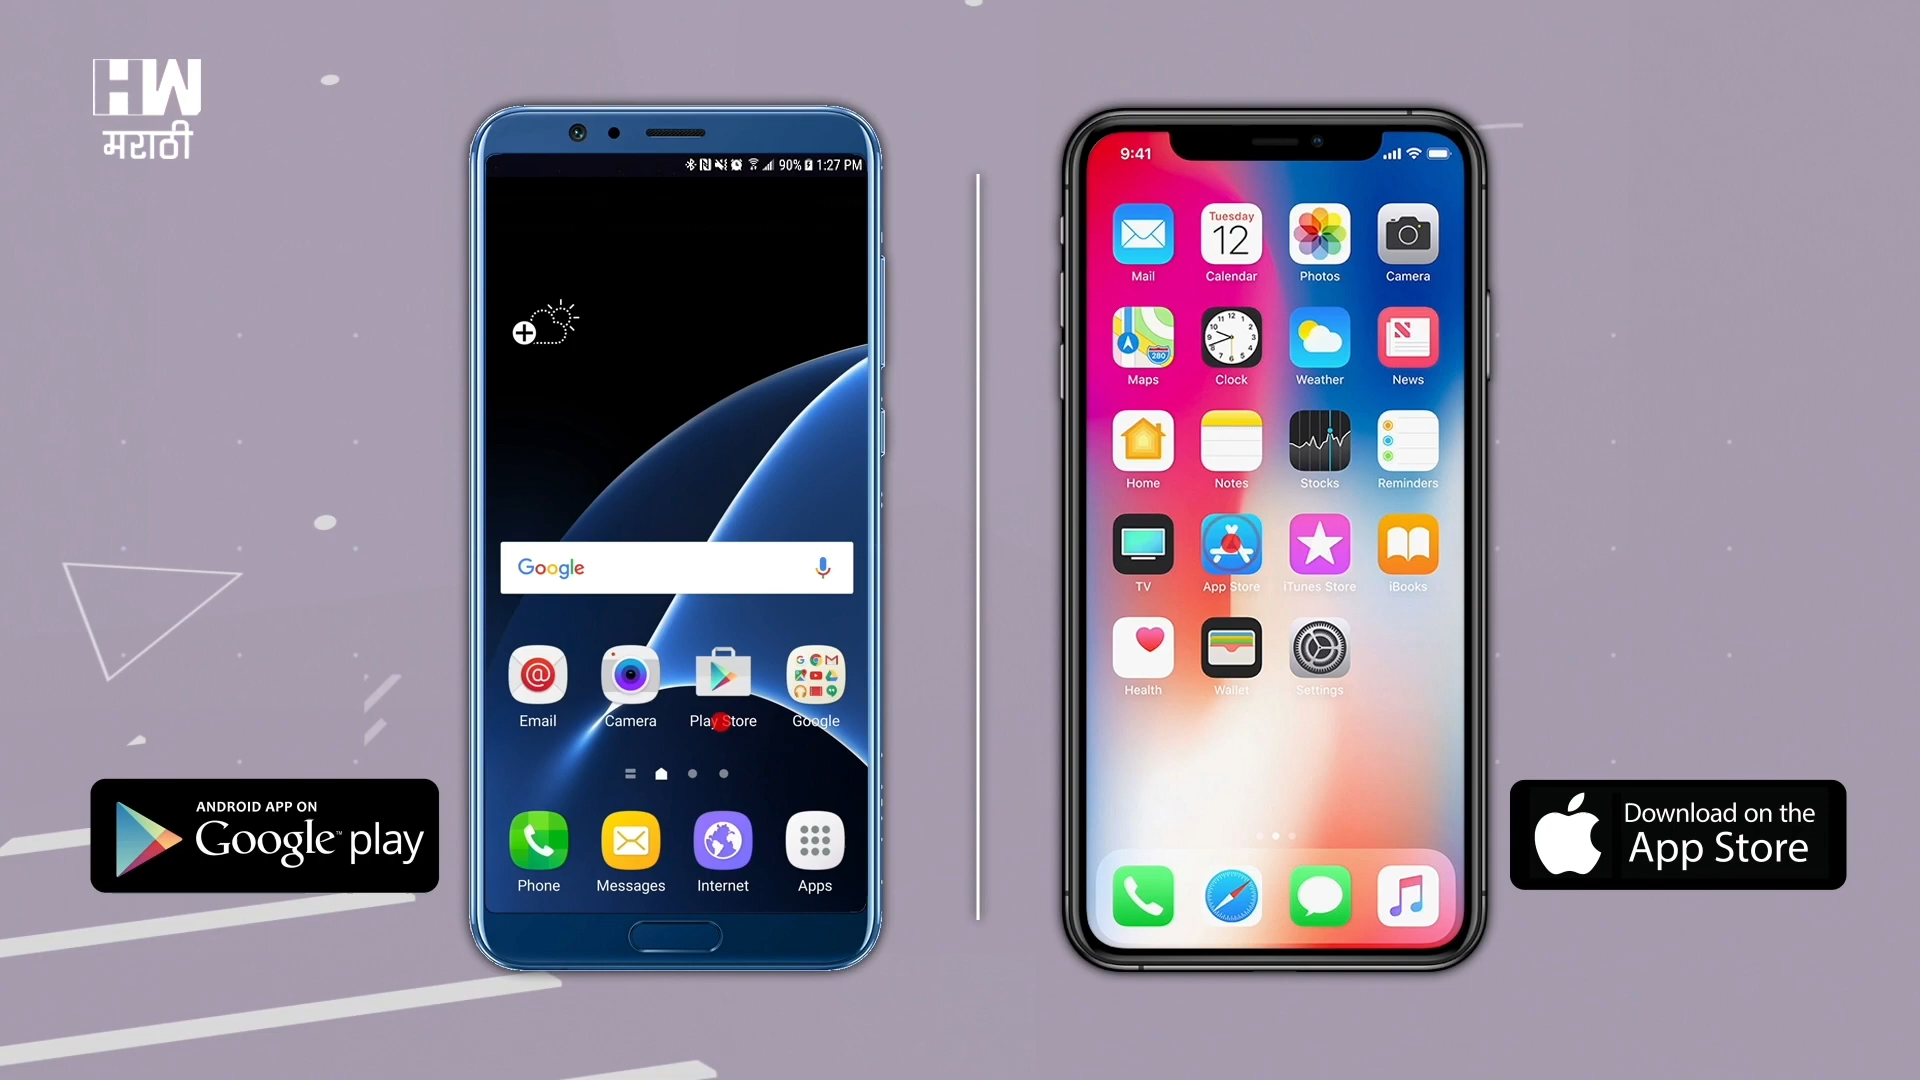 HW
मराठी
90% 1:27 PM
Google
Email Camera Play Store Google
Phone Messages Internet Apps
ANDROID APP ON
Google™ play
9:41
Tuesday
12
Mail Calendar Photos Camera
280
Maps Clock Weather News
Home Notes Stocks Reminders
TV App Store iTunes Store iBooks
Health Wallet Settings
Download on the
App Store